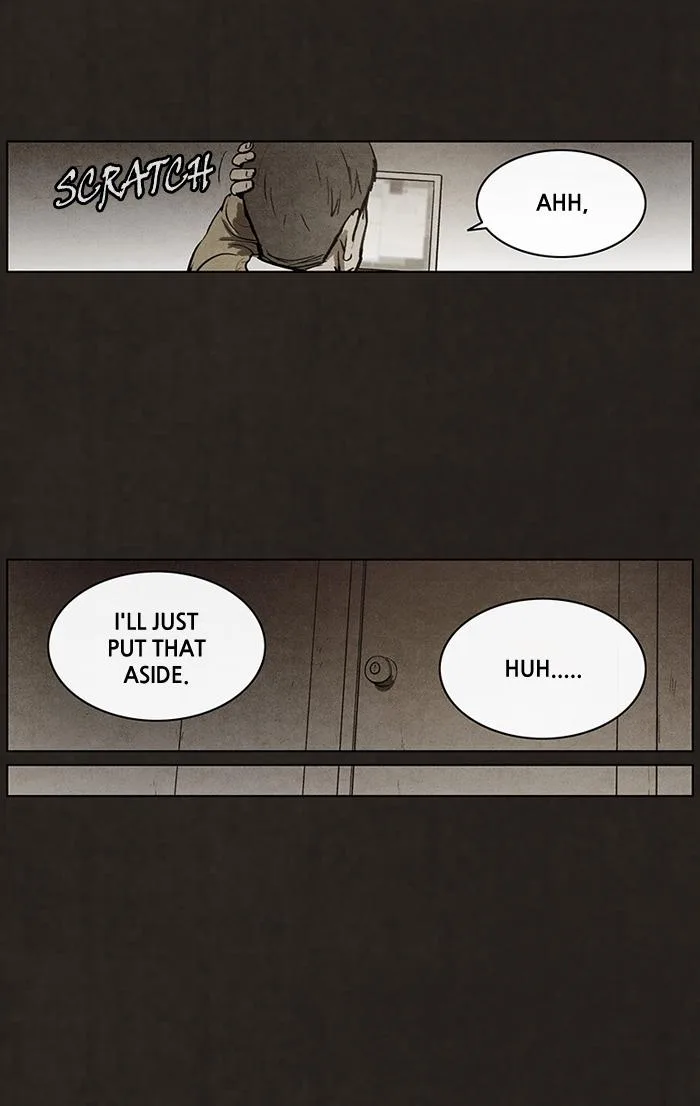 SCRATCH
AHH,
I'LL JUST
PUT THAT
ASIDE.
HUH.....